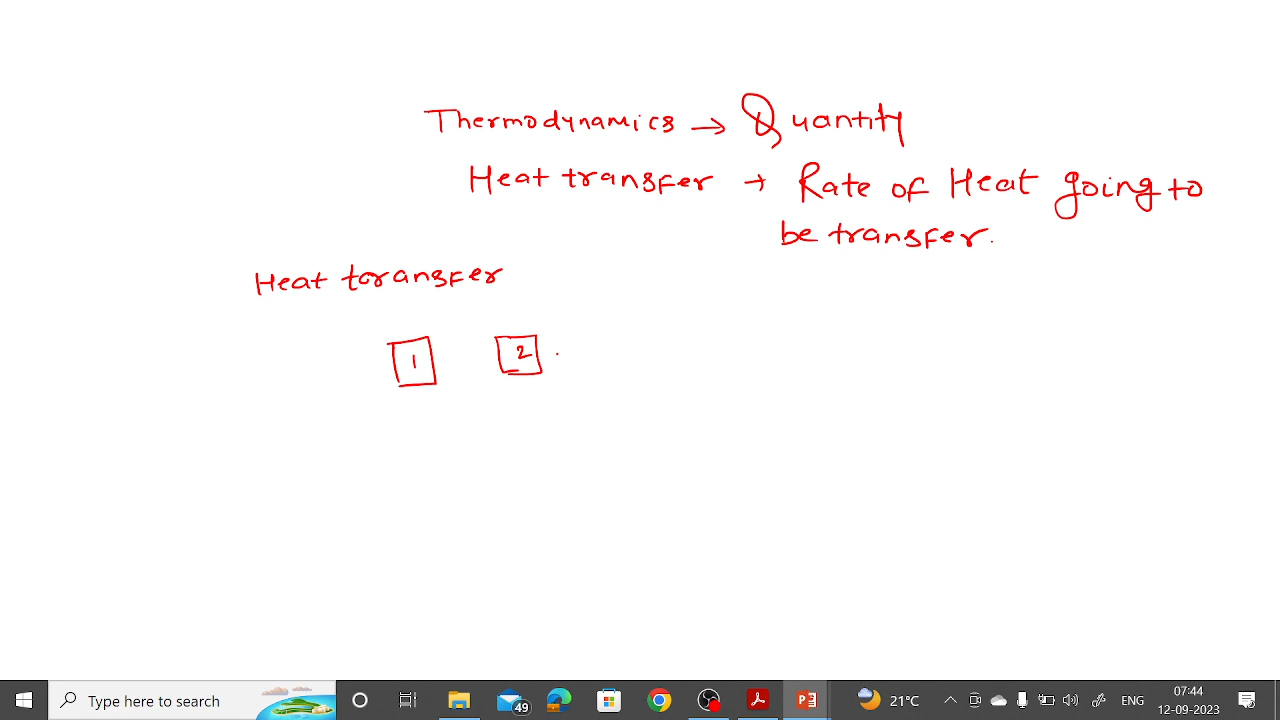 Thermodynamics → Quantity
Heat transfer → Rate of Heat going to
be transfer.
Heat transfer
1 2
Type here to search
49
21°C
ENG
07:44
12-09-2023